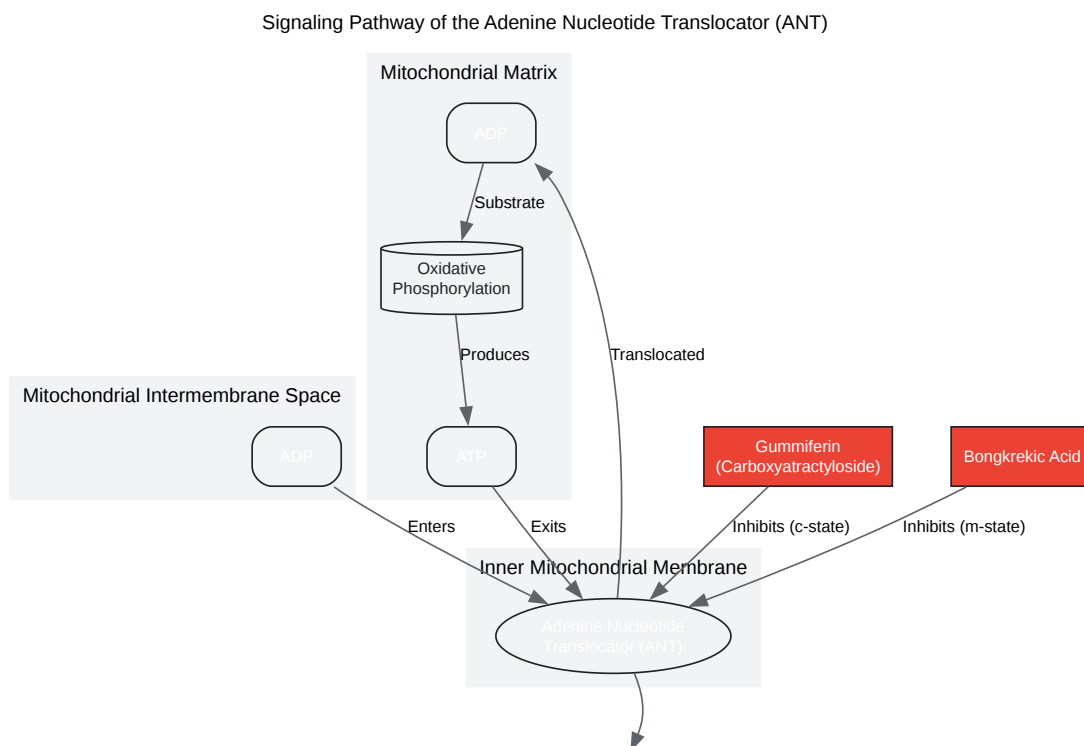 Signaling Pathway of the Adenine Nucleotide Translocator (ANT)
Mitochondrial Matrix
ADP
Substrate
Oxidative
Phosphorylation
Produces
Translocated
Mitochondrial Intermembrane Space
ADP
ATP
Gummiferin
(Carboxyatractyloside)
Bongkrekic Acid
Enters
Exits
Inhibits (c-state)
Inhibits (m-state)
Inner Mitochondrial Membrane
Adenine Nucleotide
Translocator (ANT)